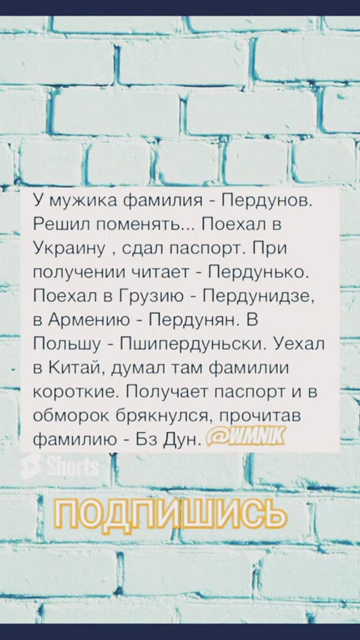 У мужика фамилия - Пердунов.
Решил поменять... Поехал в
Украину , сдал паспорт. При
получении читает - Пердунько.
Поехал в Грузию - Пердунидзе,
в Армению - Пердунян. В
Польшу - Пшипердуньски. Уехал
в Китай, думал там фамилии
короткие. Получает паспорт и в
обморок брякнулся, прочитав
фамилию - Бз Дун. @WMNIK
Shorts
ПОДПИШИСЬ